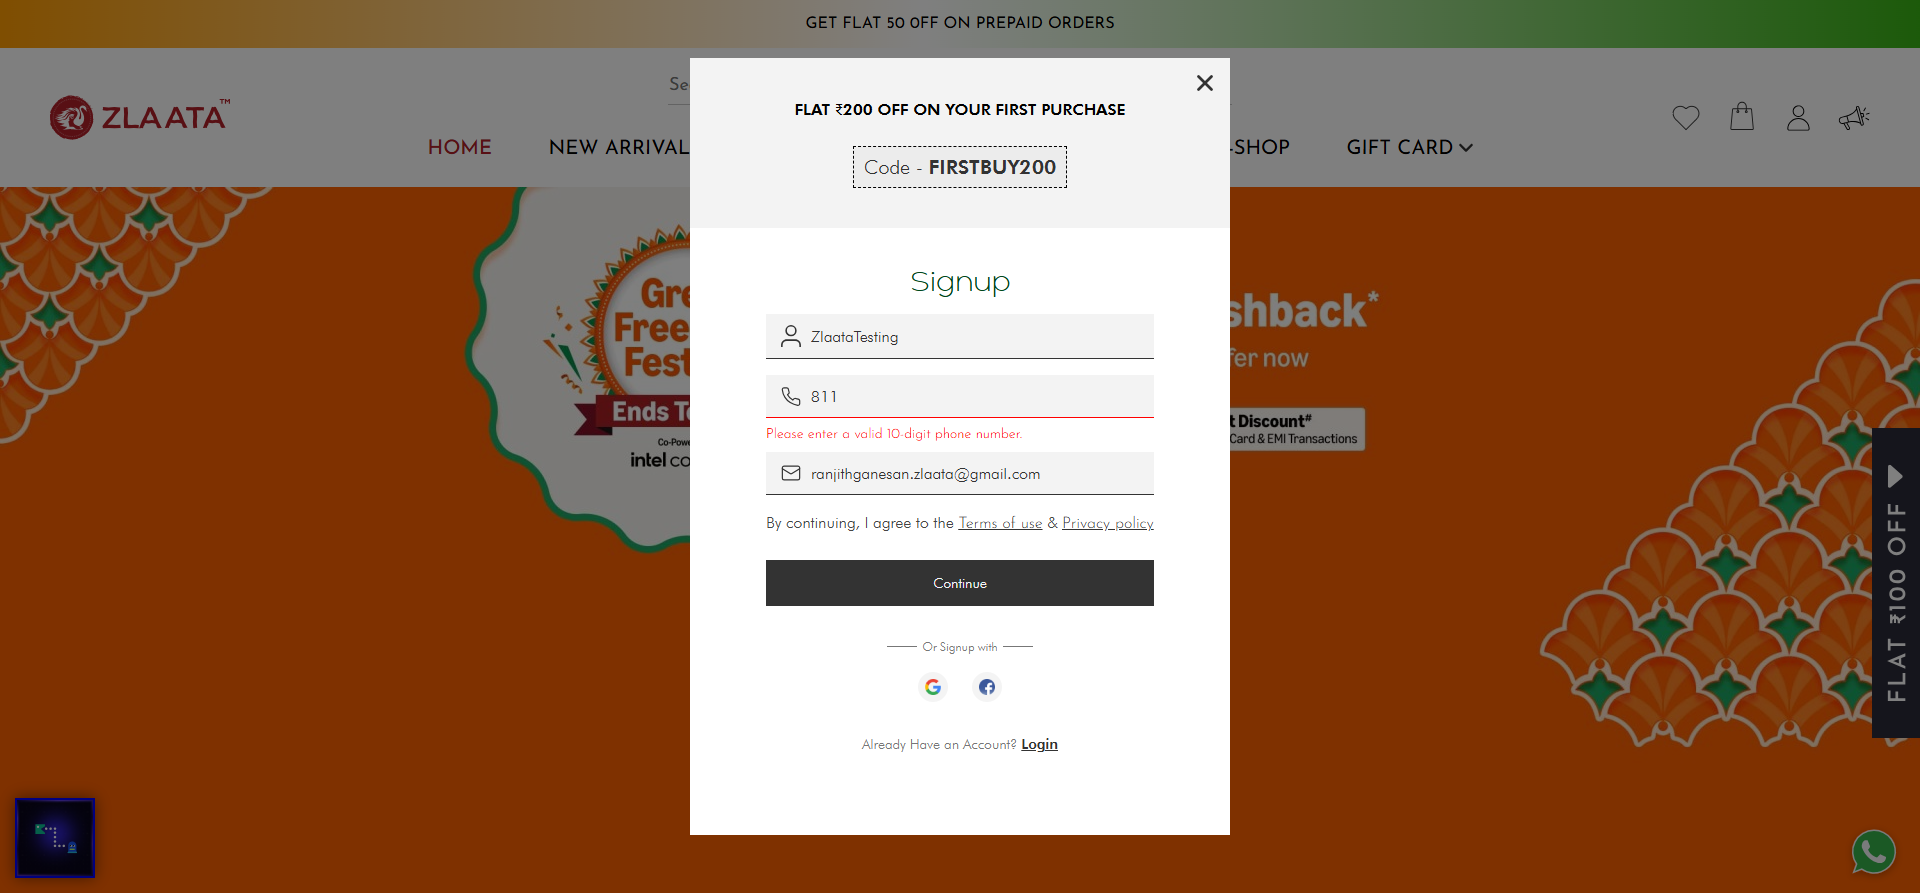 GET FLAT 50 OFF ON PREPAID ORDERS
ZLAATA™
HOME
NEW ARRIVAL
-SHOP
GIFT CARD
FLAT ₹200 OFF ON YOUR FIRST PURCHASE
Code - FIRSTBUY200
Signup
ZlaataTesting
811
Please enter a valid 10-digit phone number.
ranjithganesan.zlaata@gmail.com
By continuing, I agree to the Terms of use & Privacy policy
Continue
Or Signup with
Already Have an Account? Login
Ends
intel
shback*
fer now
t Discount#
Card & EMI Transactions
FLAT ₹100 OFF